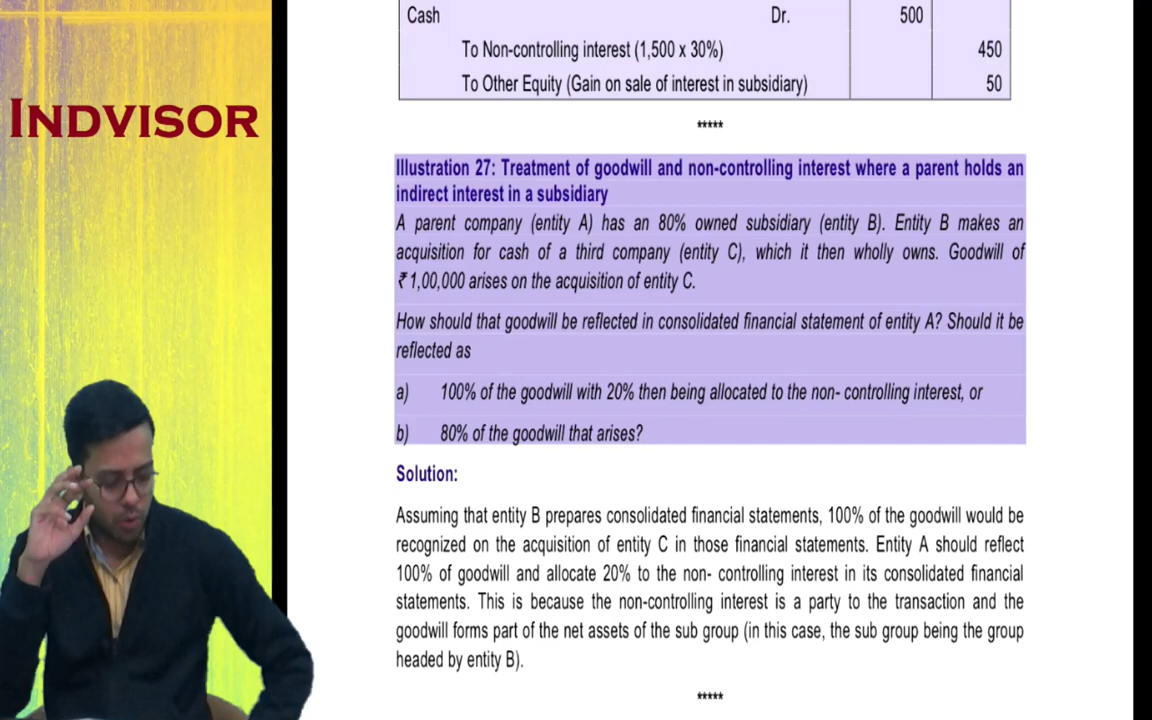 Cash Dr. 500
To Non-controlling interest (1,500 x 30%) 450
To Other Equity (Gain on sale of interest in subsidiary) 50
INDVISOR
*****
Illustration 27: Treatment of goodwill and non-controlling interest where a parent holds an
indirect interest in a subsidiary
A parent company (entity A) has an 80% owned subsidiary (entity B). Entity B makes an
acquisition for cash of a third company (entity C), which it then wholly owns. Goodwill of
₹ 1,00,000 arises on the acquisition of entity C.
How should that goodwill be reflected in consolidated financial statement of entity A? Should it be
reflected as
a) 100% of the goodwill with 20% then being allocated to the non- controlling interest, or
b) 80% of the goodwill that arises?
Solution:
Assuming that entity B prepares consolidated financial statements, 100% of the goodwill would be
recognized on the acquisition of entity C in those financial statements. Entity A should reflect
100% of goodwill and allocate 20% to the non- controlling interest in its consolidated financial
statements. This is because the non-controlling interest is a party to the transaction and the
goodwill forms part of the net assets of the sub group (in this case, the sub group being the group
headed by entity B).
*****